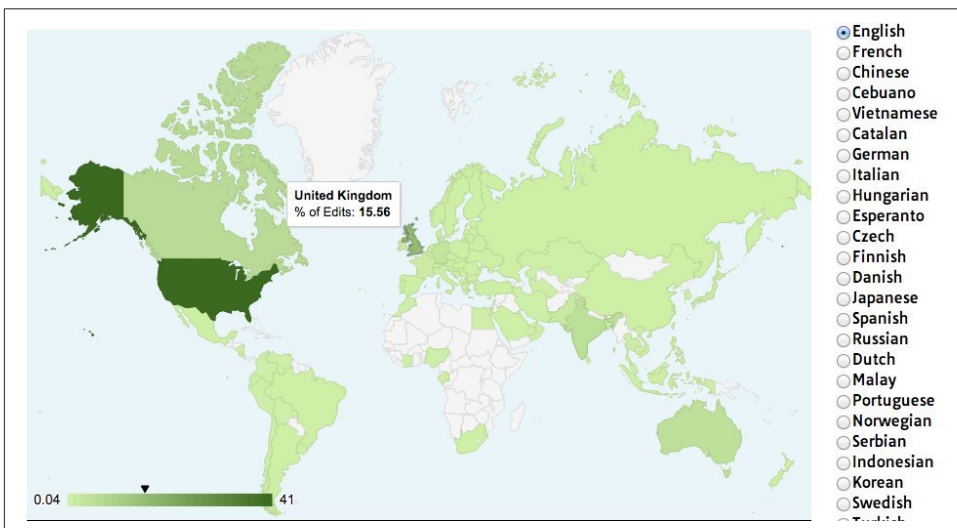 United Kingdom
% of Edits: 15.56
0.04
41
English
French
Chinese
Cebuano
Vietnamese
Catalan
German
Italian
Hungarian
Esperanto
Czech
Finnish
Danish
Japanese
Spanish
Russian
Dutch
Malay
Portuguese
Norwegian
Serbian
Indonesian
Korean
Swedish